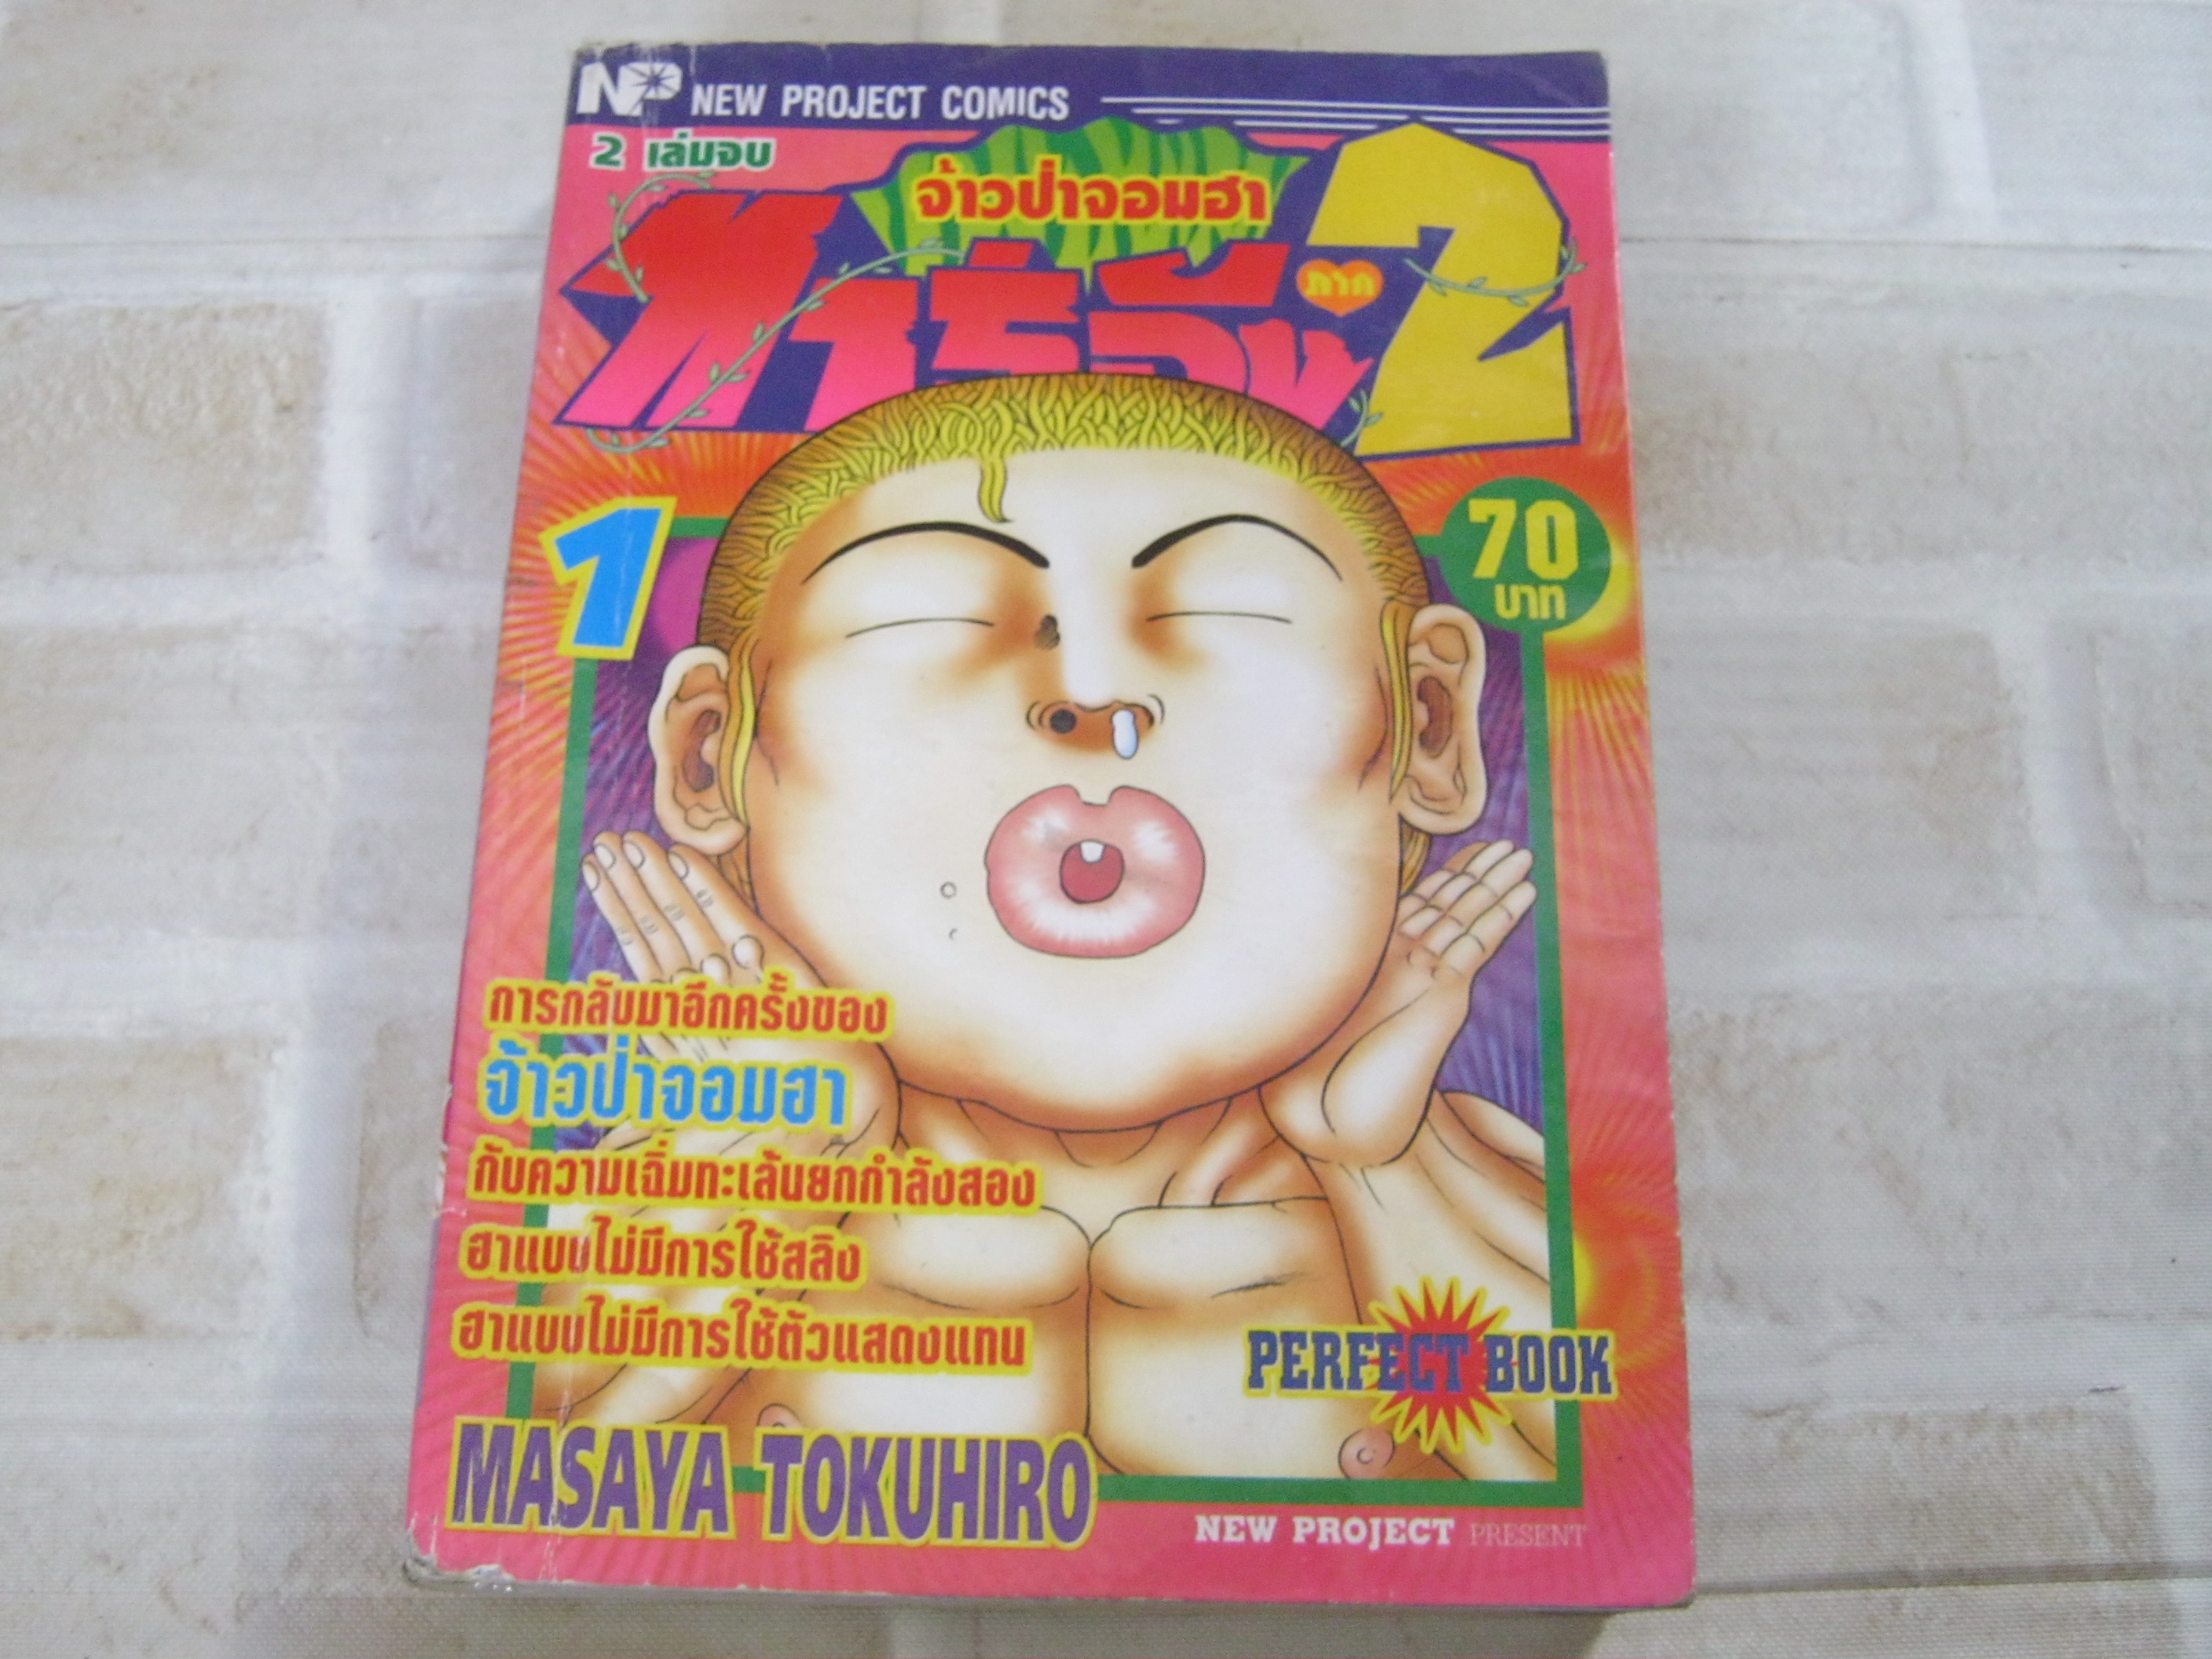 NP NEW PROJECT COMICS
2 เล่มจบ
จ้าวป่าจอมฮา
ทาร์ซัง ภาค 2
1
70
บาท
การกลับมาอีกครั้งของ
จ้าวป่าจอมฮา
กับความเฉิ่มทะเล้นยกกำลังสอง
ฮาแบบไม่มีการใช้สลิง
ฮาแบบไม่มีการใช้ตัวแสดงแทน
PERFECT BOOK
MASAYA TOKUHIRO
NEW PROJECT PRESENT